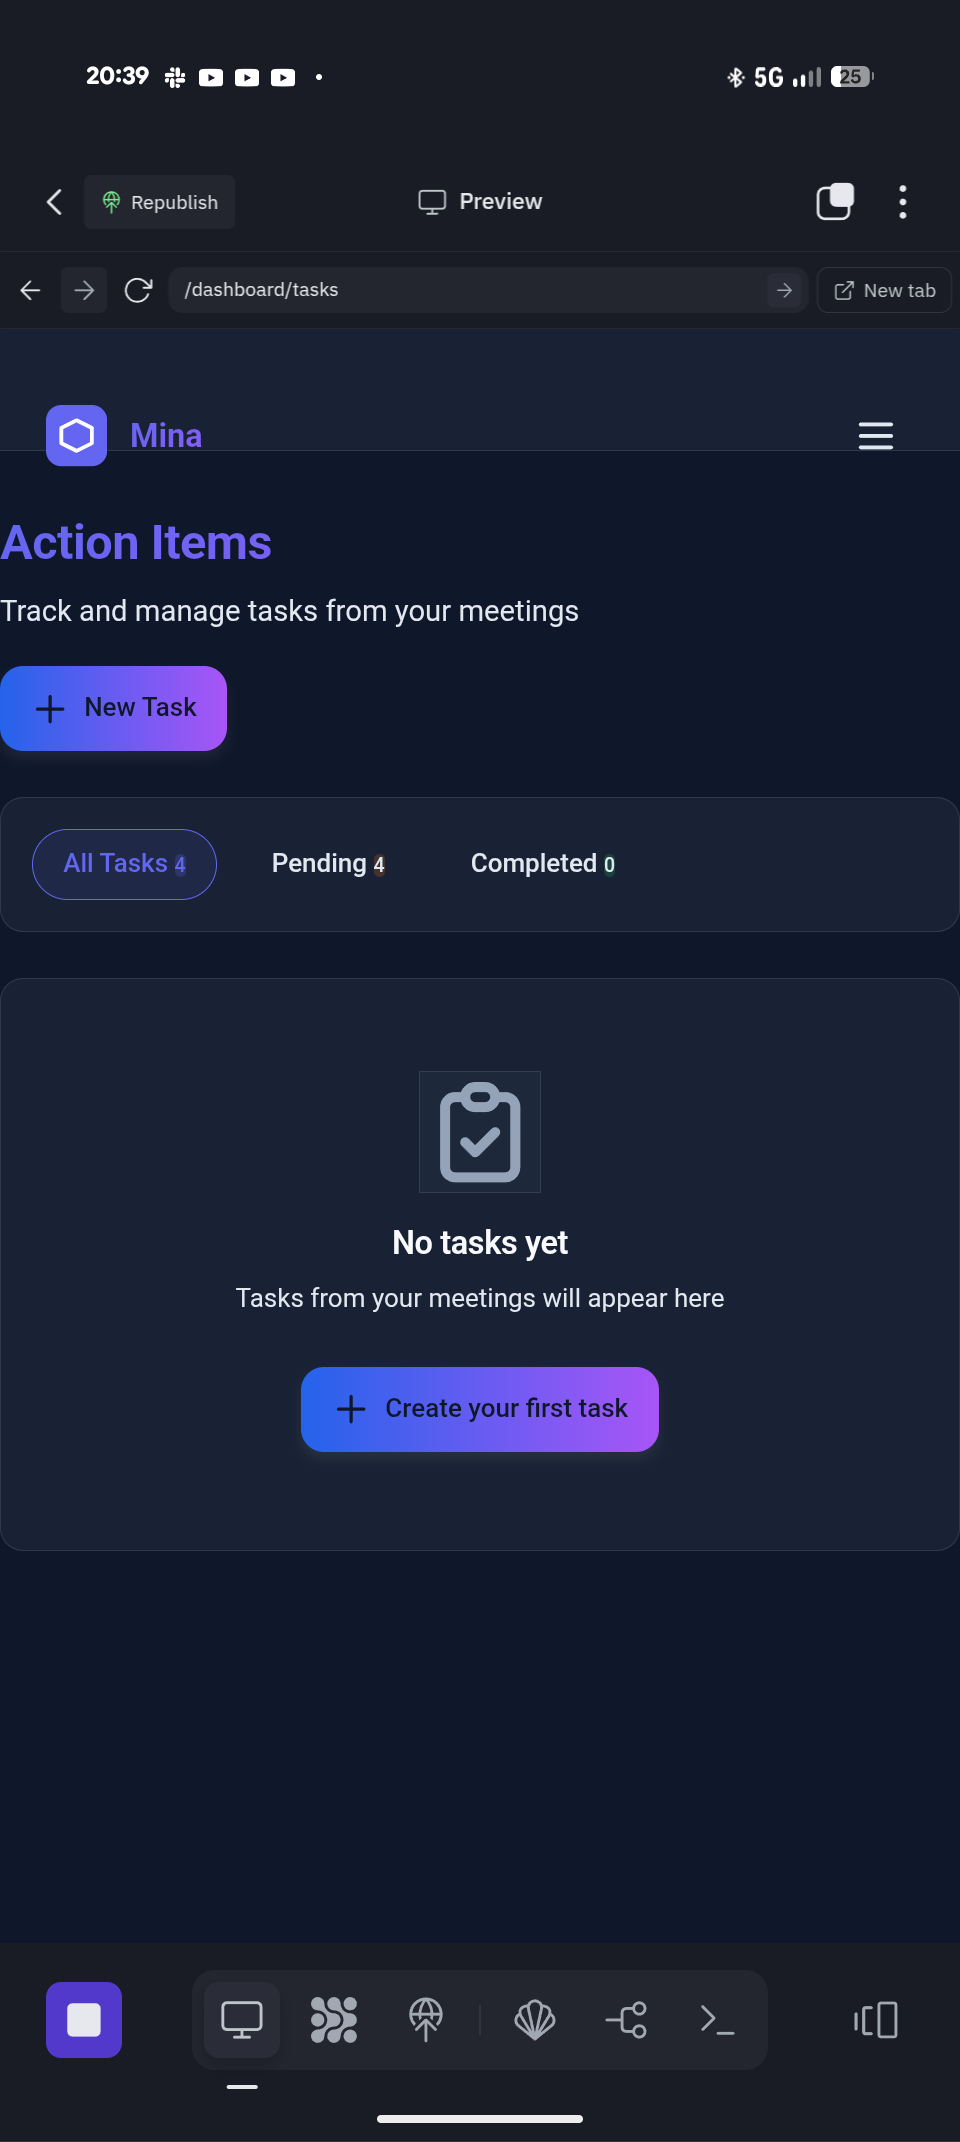 20:39
5G
25
Republish
Preview
/dashboard/tasks
New tab
Mina
Action Items
Track and manage tasks from your meetings
New Task
All Tasks 4
Pending 4
Completed 0
No tasks yet
Tasks from your meetings will appear here
Create your first task